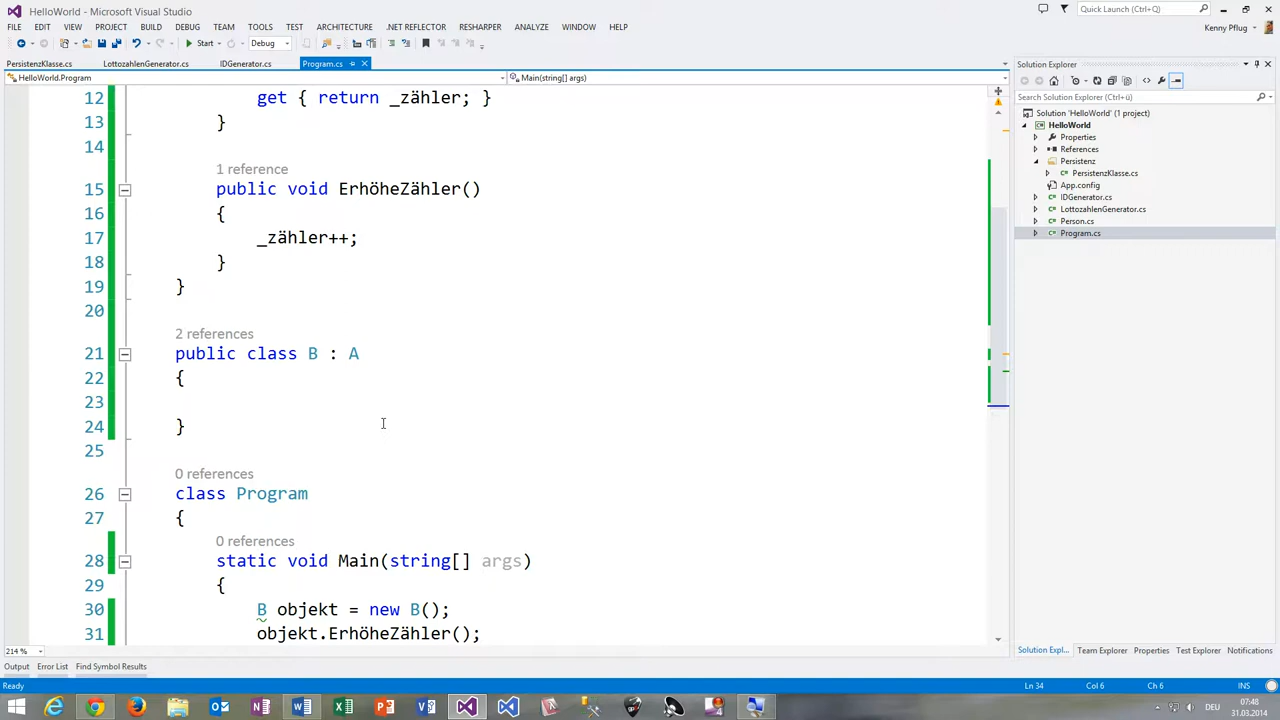 HelloWorld - Microsoft Visual Studio
Quick Launch (Ctrl+Q)
FILE EDIT VIEW PROJECT BUILD DEBUG TEAM TOOLS TEST ARCHITECTURE .NET REFLECTOR RESHARPER ANALYZE WINDOW HELP
Kenny Pflug
Start Debug
PersistenzKlasse.cs LottozahlenGenerator.cs IDGenerator.cs Program.cs
HelloWorld.Program Main(string[] args)
12 get { return _zähler; }
13 }
14
1 reference
15 public void ErhöheZähler()
16 {
17 _zähler++;
18 }
19 }
20
2 references
21 public class B : A
22 {
23
24 }
25
0 references
26 class Program
27 {
0 references
28 static void Main(string[] args)
29 {
30 B objekt = new B();
31 objekt.ErhöheZähler();
214 %
Solution Explorer
Search Solution Explorer (Ctrl+ü)
Solution 'HelloWorld' (1 project)
HelloWorld
Properties
References
Persistenz
PersistenzKlasse.cs
App.config
IDGenerator.cs
LottozahlenGenerator.cs
Person.cs
Program.cs
Solution Expl... Team Explorer Properties Test Explorer Notifications
Output Error List Find Symbol Results
Ready Ln 34 Col 6 Ch 6 INS
DEU
07:48
31.03.2014